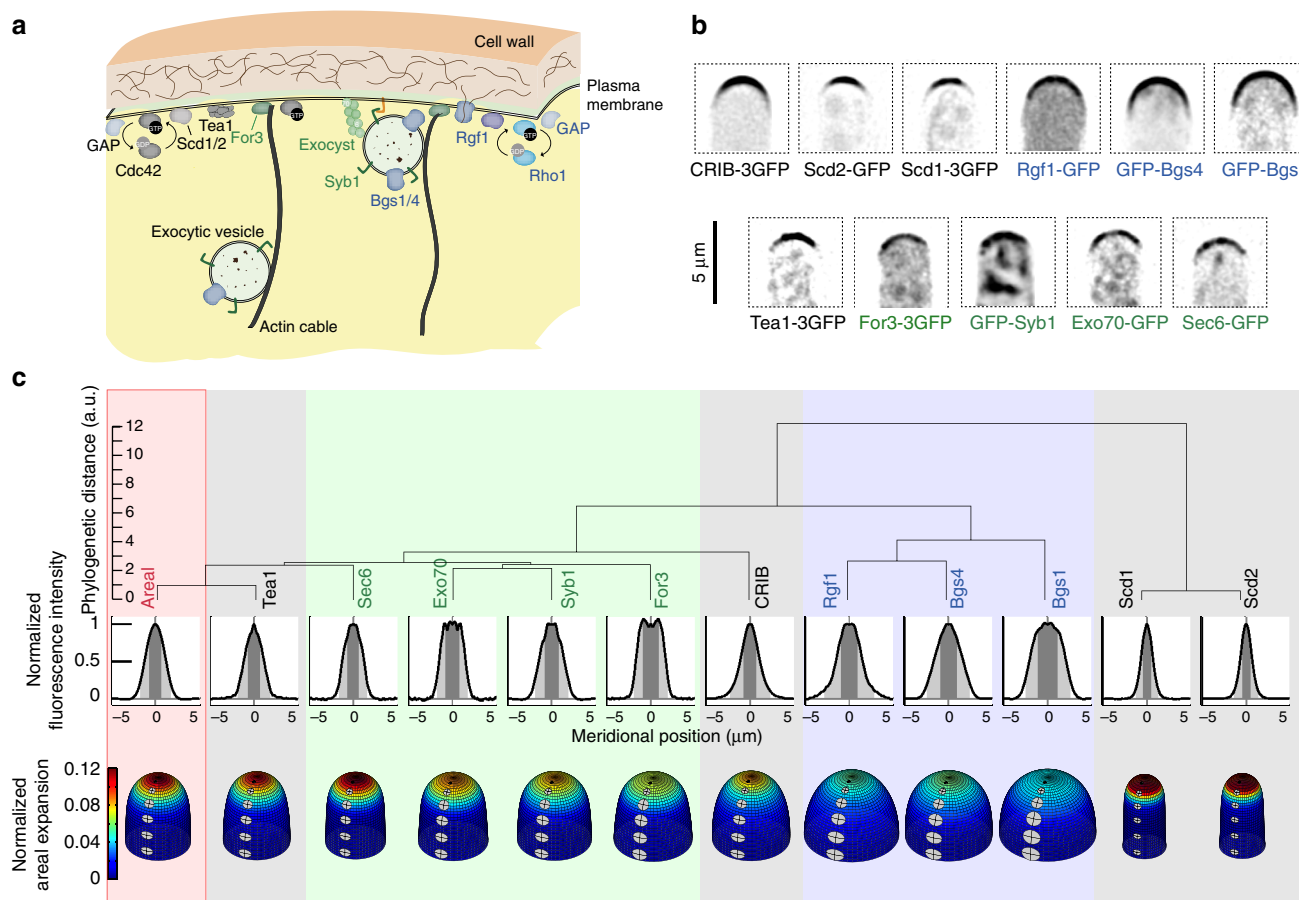 a
Cell wall
Plasma
membrane
GAP
GTP
GDP
Cdc42
Scd1/2
Tea1
For3
Exocyst
Syb1
Bgs1/4
Rgf1
GTP
GDP
GAP
Rho1
Exocytic vesicle
Actin cable
b
CRIB-3GFP Scd2-GFP Scd1-3GFP Rgf1-GFP GFP-Bgs4 GFP-Bgs
5 μm
Tea1-3GFP For3-3GFP GFP-Syb1 Exo70-GFP Sec6-GFP
c
Phylogenetic distance (a.u.)
12
10
8
6
4
2
0
Areal Tea1 Sec6 Exo70 Syb1 For3 CRIB Rgf1 Bgs4 Bgs1 Scd1 Scd2
Normalized
fluorescence intensity
1
0.5
0
−5 0 5 −5 0 5 −5 0 5 −5 0 5 −5 0 5 −5 0 5 −5 0 5 −5 0 5 −5 0 5 −5 0 5 −5 0 5 −5 0 5
Meridional position (μm)
Normalized
areal expansion
0.12
0.08
0.04
0